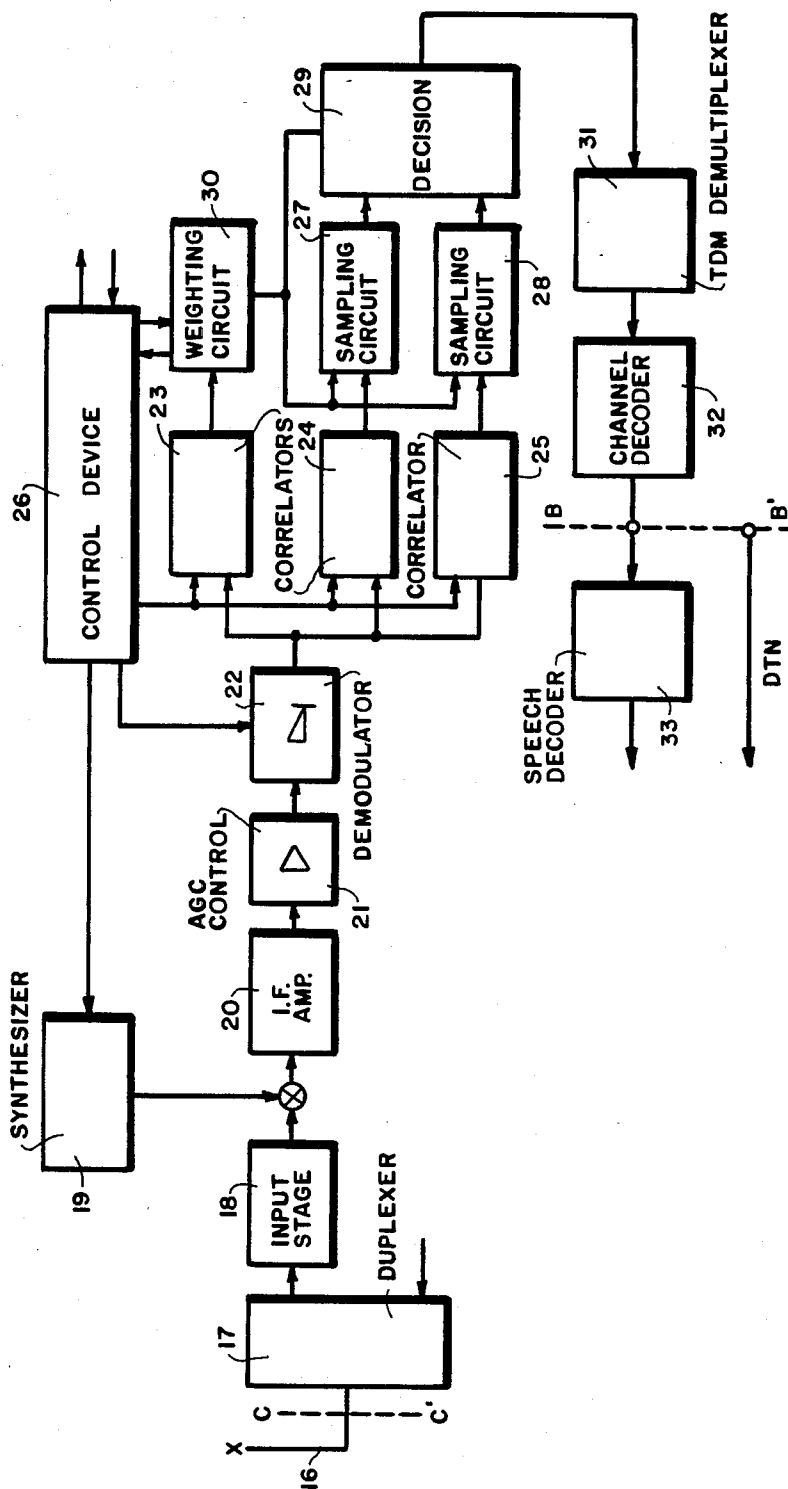 26
CONTROL DEVICE
SYNTHESIZER
19
23
WEIGHTING
CIRCUIT
30
CORRELATORS
24
CORRELATOR
25
27
SAMPLING
CIRCUIT
SAMPLING
CIRCUIT
28
29
DECISION
22
DEMODULATOR
AGC
CONTROL
21
20
I.F.
AMP.
18
INPUT
STAGE
17
DUPLEXER
X
16
C
C'
31
TDM DEMULTIPLEXER
CHANNEL
DECODER
32
B
B'
SPEECH
DECODER
33
DTN